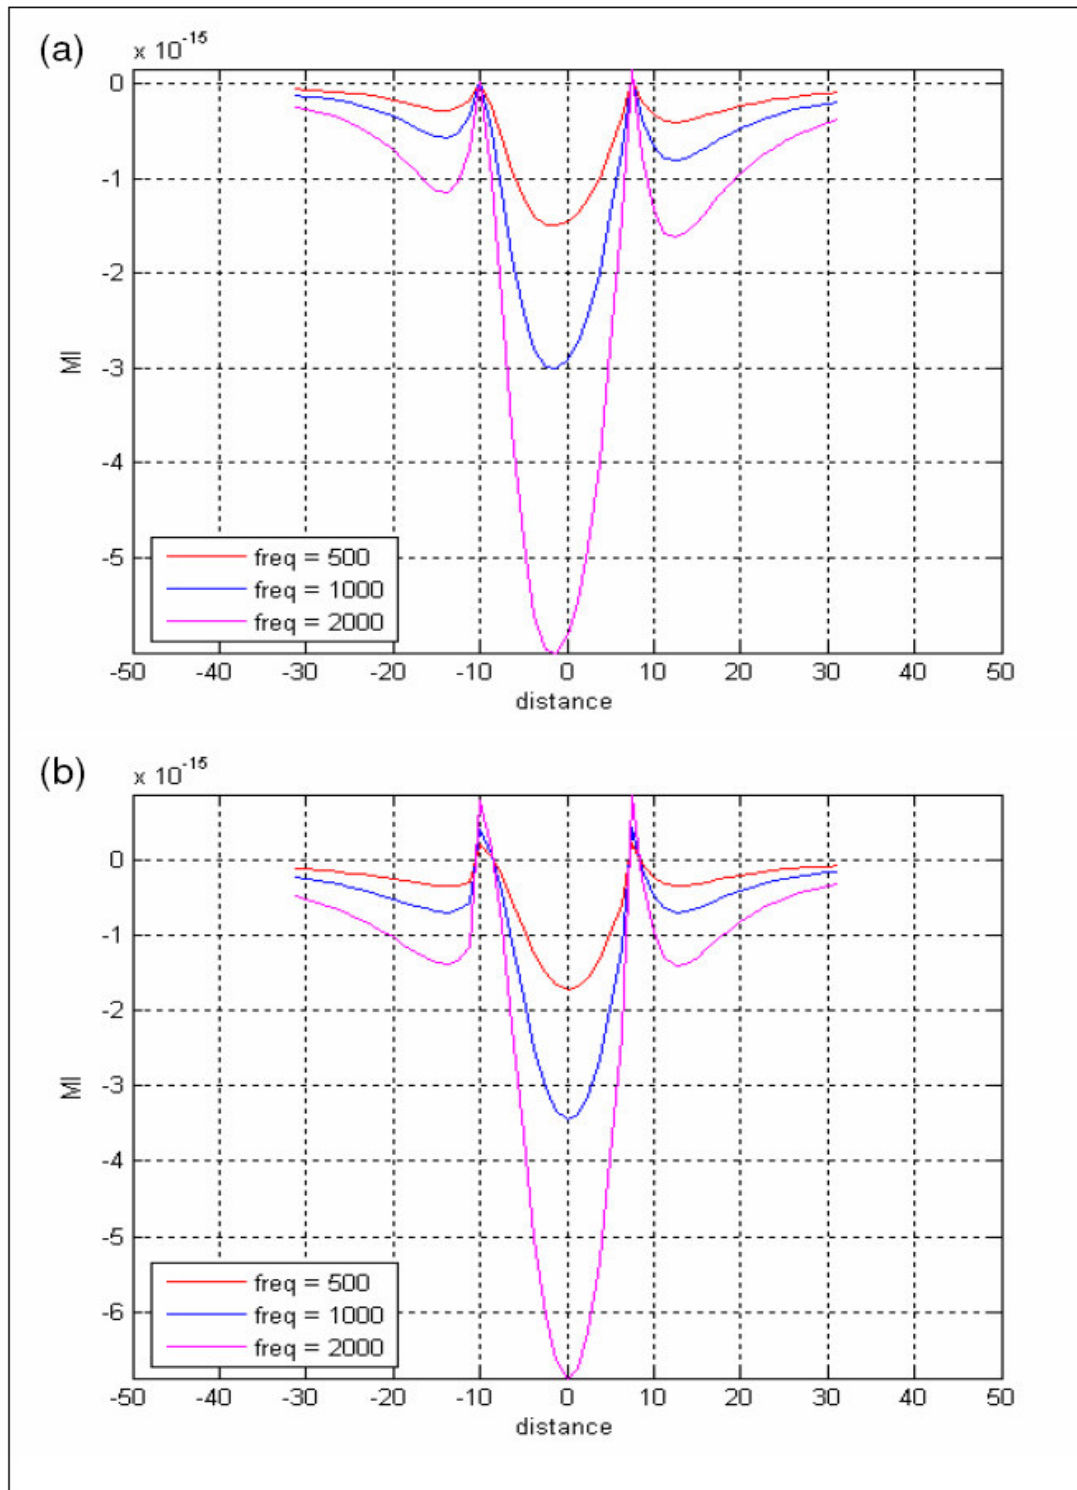 (a)
x 10-15
0
-1
-2
-3
-4
-5
MI
freq = 500
freq = 1000
freq = 2000
-50 -40 -30 -20 -10 0 10 20 30 40 50
distance
(b)
x 10-15
0
-1
-2
-3
-4
-5
-6
MI
freq = 500
freq = 1000
freq = 2000
-50 -40 -30 -20 -10 0 10 20 30 40 50
distance